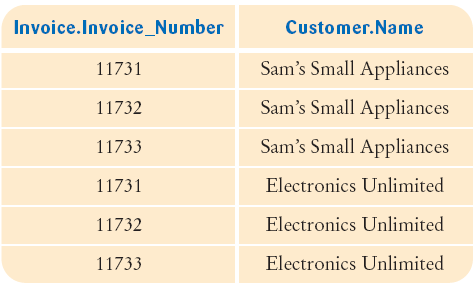 Invoice.Invoice_Number Customer.Name
11731 Sam’s Small Appliances
11732 Sam’s Small Appliances
11733 Sam’s Small Appliances
11731 Electronics Unlimited
11732 Electronics Unlimited
11733 Electronics Unlimited